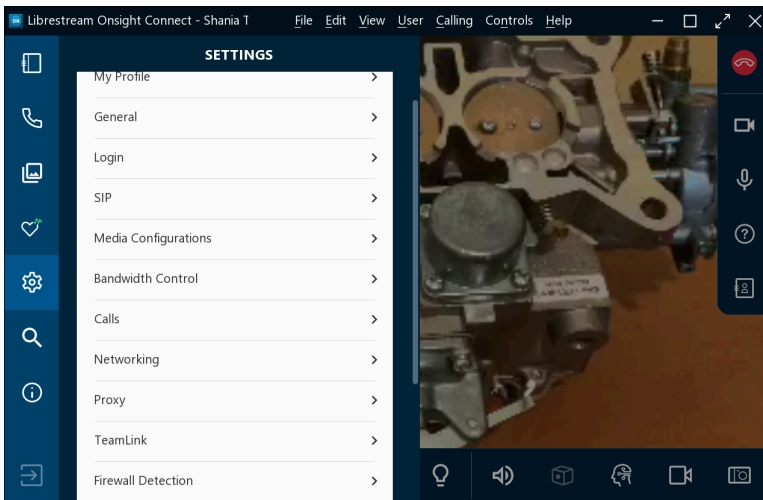 ON Librestream Onsight Connect - Shania T File Edit View User Calling Controls Help
SETTINGS
My Profile
General
Login
SIP
Media Configurations
Bandwidth Control
Calls
Networking
Proxy
TeamLink
Firewall Detection